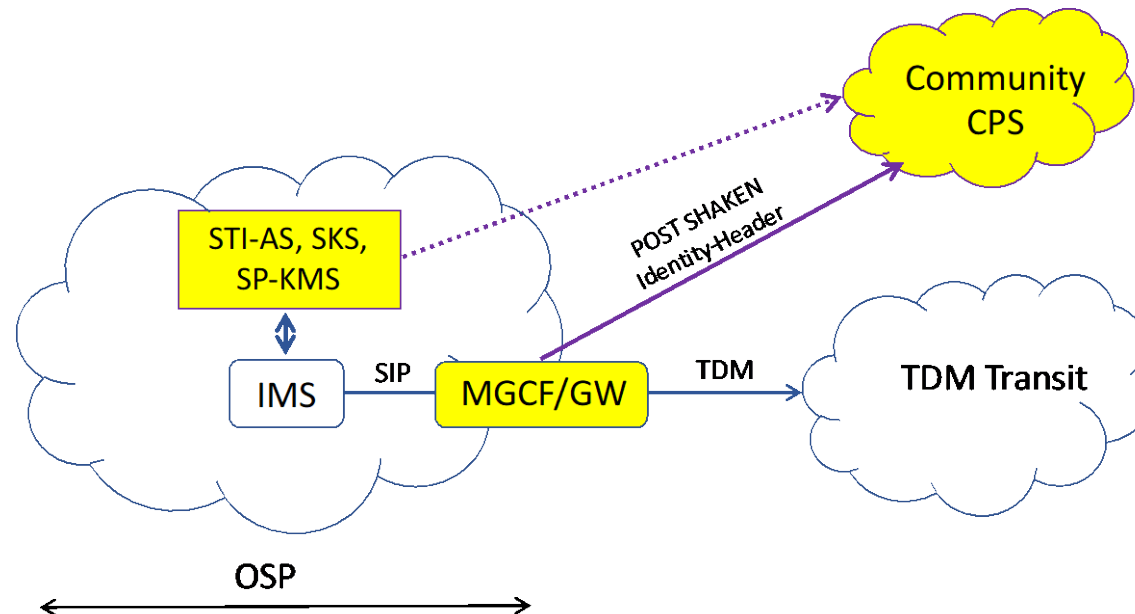 Community
CPS
STI-AS, SKS,
SP-KMS
POST SHAKEN
Identity-Header
IMS
SIP
MGCF/GW
TDM
TDM Transit
OSP